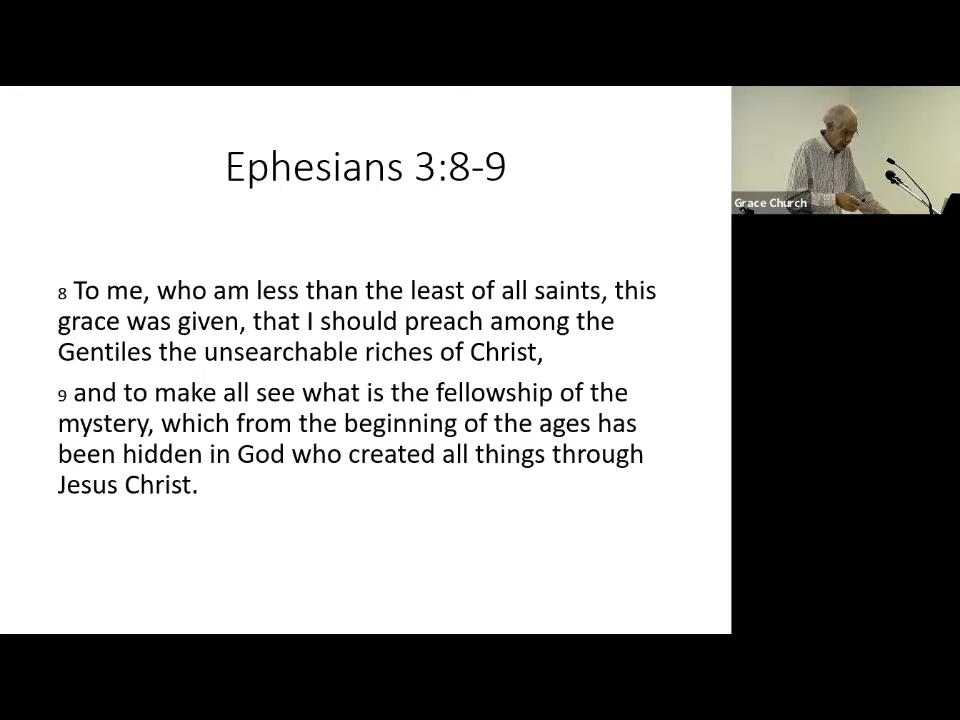 Ephesians 3:8-9
Grace Church
8 To me, who am less than the least of all saints, this
grace was given, that I should preach among the
Gentiles the unsearchable riches of Christ,
9 and to make all see what is the fellowship of the
mystery, which from the beginning of the ages has
been hidden in God who created all things through
Jesus Christ.